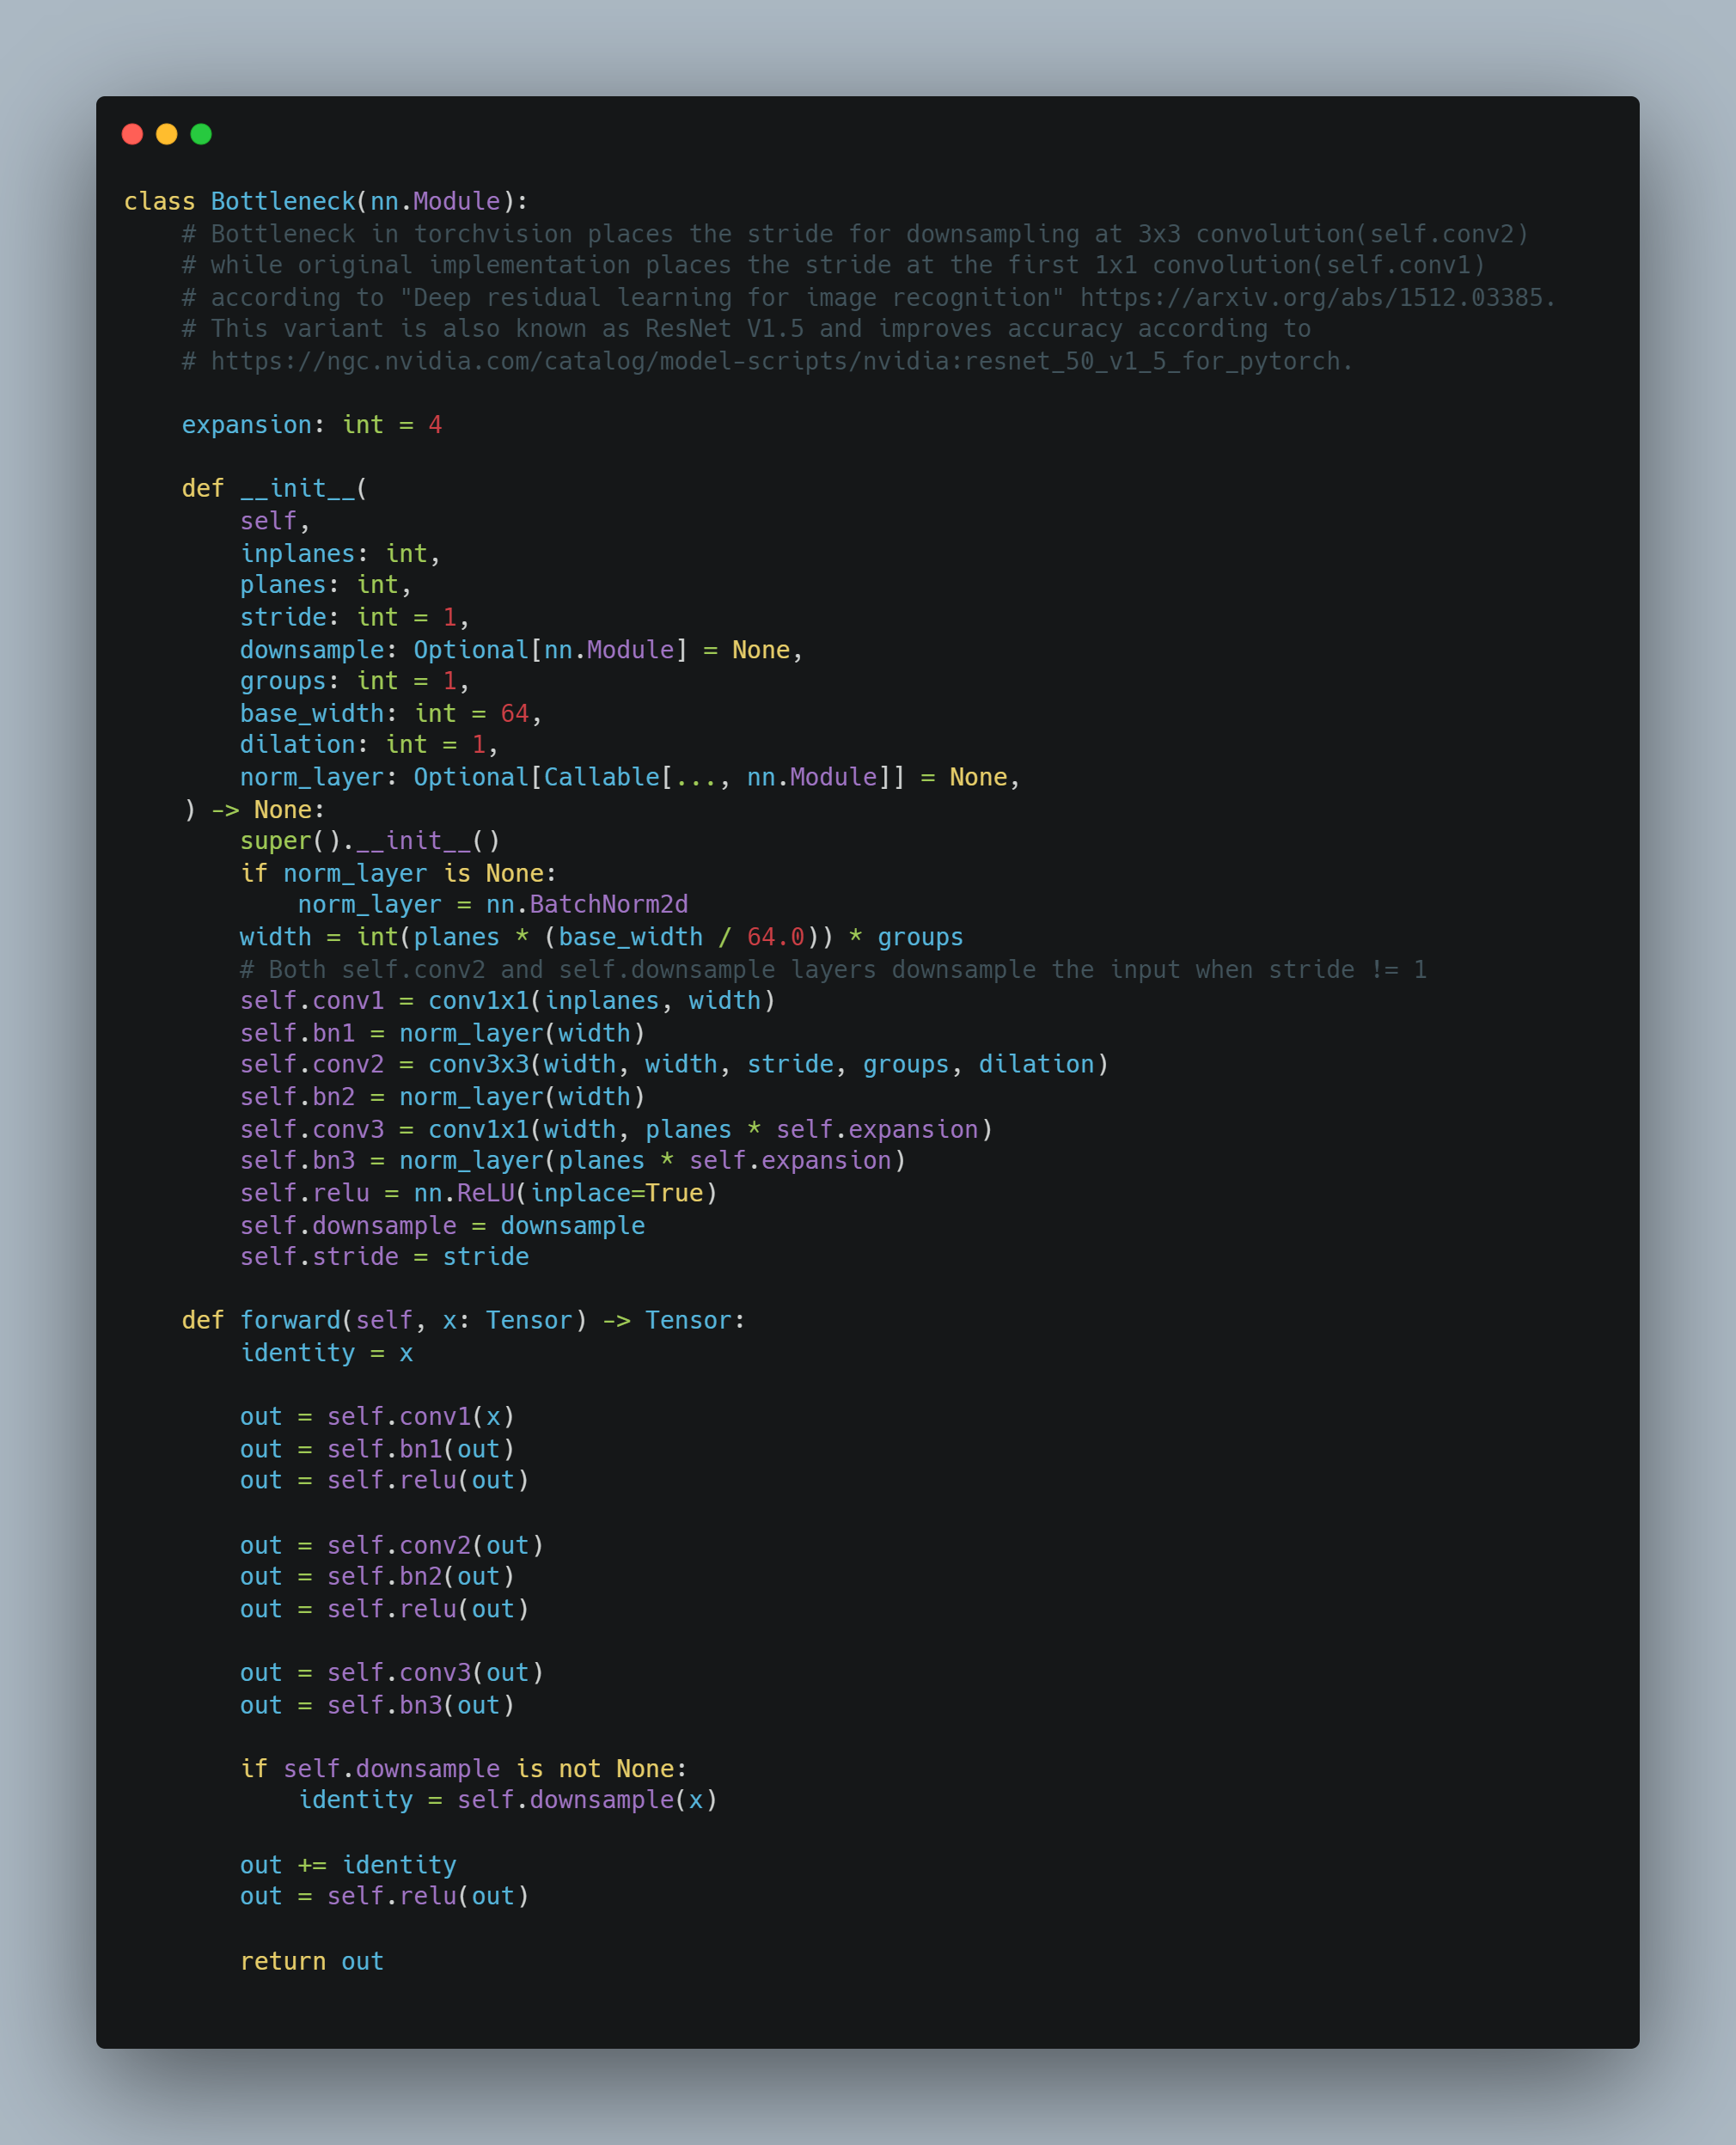 class Bottleneck(nn.Module):
    # Bottleneck in torchvision places the stride for downsampling at 3x3 convolution(self.conv2)
    # while original implementation places the stride at the first 1x1 convolution(self.conv1)
    # according to "Deep residual learning for image recognition" https://arxiv.org/abs/1512.03385.
    # This variant is also known as ResNet V1.5 and improves accuracy according to
    # https://ngc.nvidia.com/catalog/model-scripts/nvidia:resnet_50_v1_5_for_pytorch.

    expansion: int = 4

    def __init__(
        self,
        inplanes: int,
        planes: int,
        stride: int = 1,
        downsample: Optional[nn.Module] = None,
        groups: int = 1,
        base_width: int = 64,
        dilation: int = 1,
        norm_layer: Optional[Callable[..., nn.Module]] = None,
    ) -> None:
        super().__init__()
        if norm_layer is None:
            norm_layer = nn.BatchNorm2d
        width = int(planes * (base_width / 64.0)) * groups
        # Both self.conv2 and self.downsample layers downsample the input when stride != 1
        self.conv1 = conv1x1(inplanes, width)
        self.bn1 = norm_layer(width)
        self.conv2 = conv3x3(width, width, stride, groups, dilation)
        self.bn2 = norm_layer(width)
        self.conv3 = conv1x1(width, planes * self.expansion)
        self.bn3 = norm_layer(planes * self.expansion)
        self.relu = nn.ReLU(inplace=True)
        self.downsample = downsample
        self.stride = stride

    def forward(self, x: Tensor) -> Tensor:
        identity = x

        out = self.conv1(x)
        out = self.bn1(out)
        out = self.relu(out)

        out = self.conv2(out)
        out = self.bn2(out)
        out = self.relu(out)

        out = self.conv3(out)
        out = self.bn3(out)

        if self.downsample is not None:
            identity = self.downsample(x)

        out += identity
        out = self.relu(out)

        return out